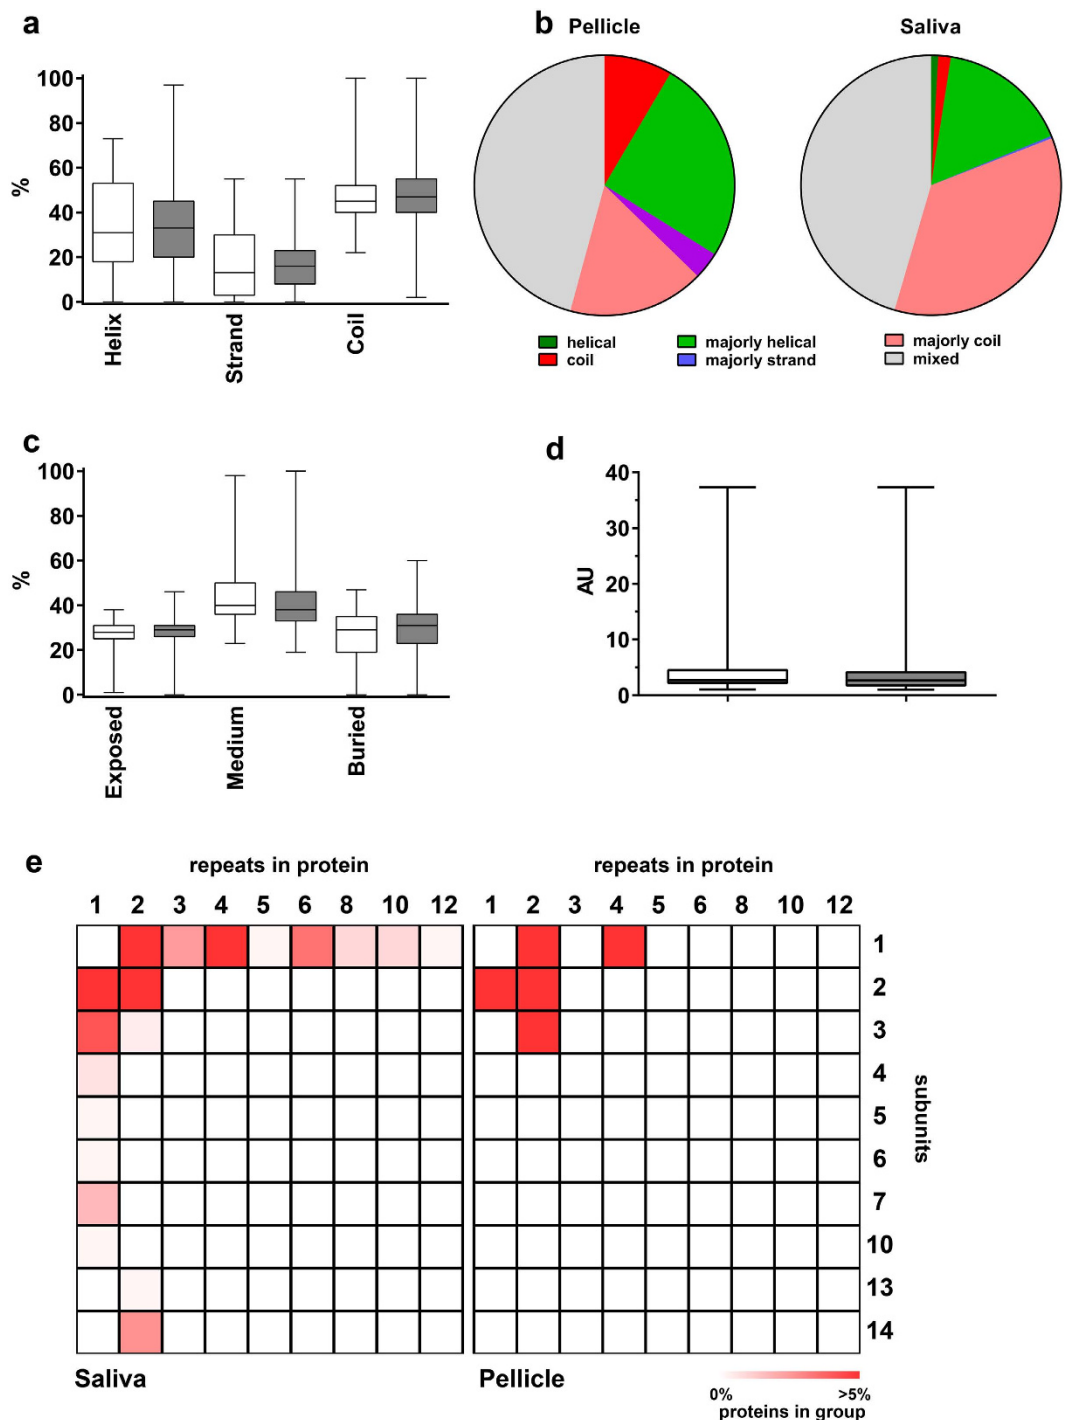 a
100
80
60
40
20
0
%
Helix
Strand
Coil
b
Pellicle
Saliva
helical
coil
majorly helical
majorly strand
majorly coil
mixed
c
100
80
60
40
20
0
%
Exposed
Medium
Buried
d
40
30
20
10
0
AU
e
repeats in protein
repeats in protein
1 2 3 4 5 6 8 10 12
1 2 3 4 5 6 8 10 12
1
2
3
4
5
6
7
10
13
14
subunits
Saliva
Pellicle
0% >5%
proteins in group